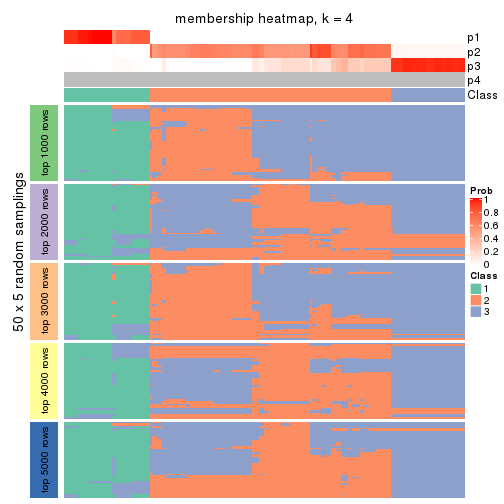 membership heatmap, k = 4
p1
p2
p3
p4
Class
50 x 5 random samplings
top 1000 rows
top 2000 rows
top 3000 rows
top 4000 rows
top 5000 rows
Prob
1
0.8
0.6
0.4
0.2
0
Class
1
2
3